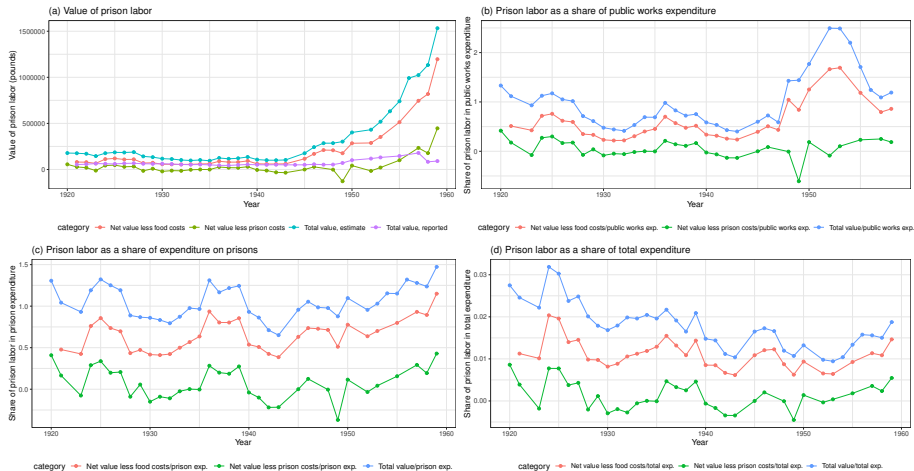 (a) Value of prison labor
Value of prison labor (pounds)
1500000
1000000
500000
0
1920
1930
1940
1950
1960
Year
category
Net value less food costs
Net value less prison costs
Total value, estimate
Total value, reported
(b) Prison labor as a share of public works expenditure
Share of prison labor in public works expenditure
2
1
0
1920
1930
1940
1950
Year
category
Net value less food costs/public works exp.
Net value less prison costs/public works exp.
Total value/public works exp.
(c) Prison labor as a share of expenditure on prisons
Share of prison labor in prison expenditure
1.5
1.0
0.5
0.0
1920
1930
1940
1950
1960
Year
category
Net value less food costs/prison exp.
Net value less prison costs/prison exp.
Total value/prison exp.
(d) Prison labor as a share of total expenditure
Share of prison labor in total expenditure
0.03
0.02
0.01
0.00
1920
1930
1940
1950
1960
Year
category
Net value less food costs/total exp.
Net value less prison costs/total exp.
Total value/total exp.